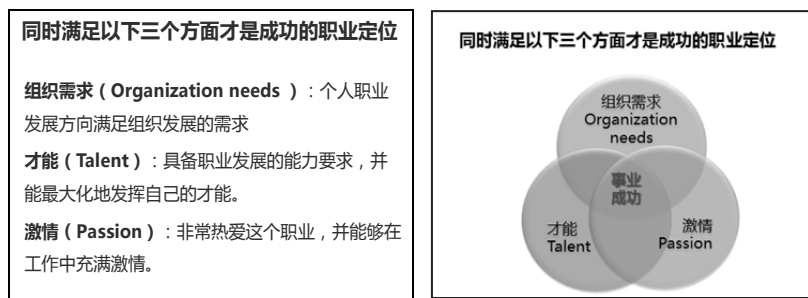 同时满足以下三个方面才是成功的职业定位
组织需求（Organization needs ）：个人职业
发展方向满足组织发展的需求
才能（Talent）：具备职业发展的能力要求，并
能最大化地发挥自己的才能。
激情（Passion）：非常热爱这个职业，并能够在
工作中充满激情。
同时满足以下三个方面才是成功的职业定位
组织需求
Organization
needs
事业
成功
才能
Talent
激情
Passion